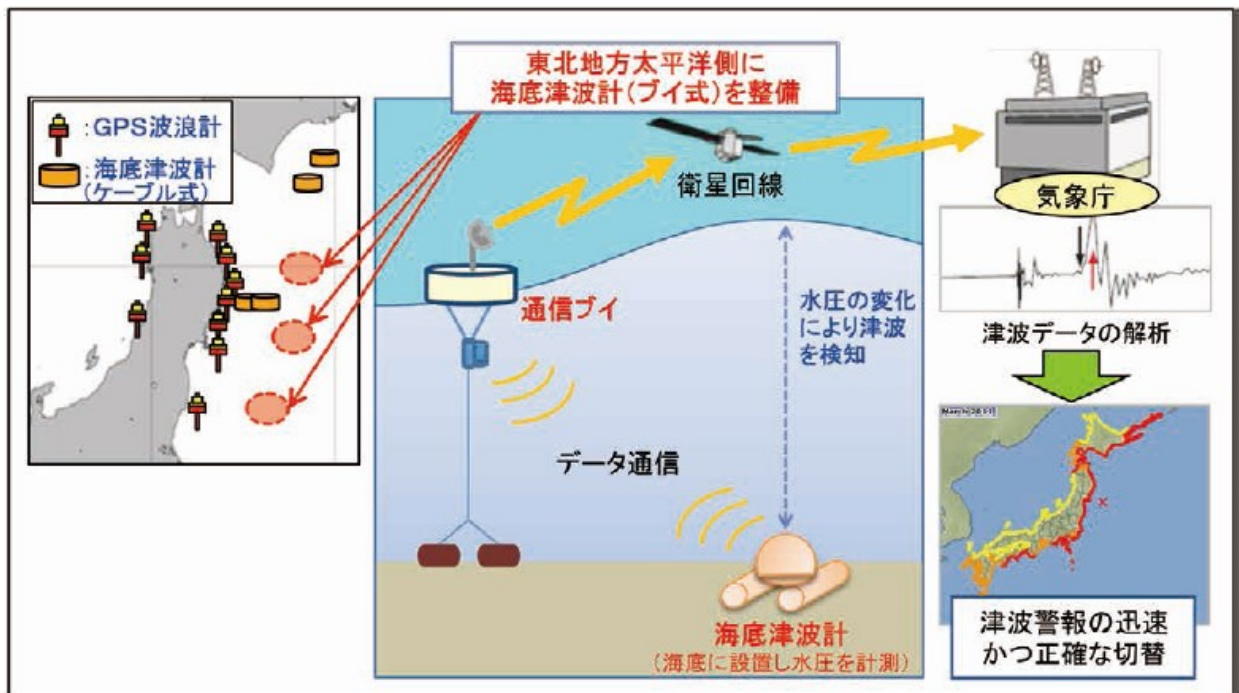 東北地方太平洋側に
海底津波計(ブイ式)を整備
:GPS波浪計
:海底津波計
(ケーブル式)
衛星回線
通信ブイ
水圧の変化
により津波
を検知
データ通信
海底津波計
(海底に設置し水圧を計測)
気象庁
津波データの解析
March 2011
津波警報の迅速
かつ正確な切替